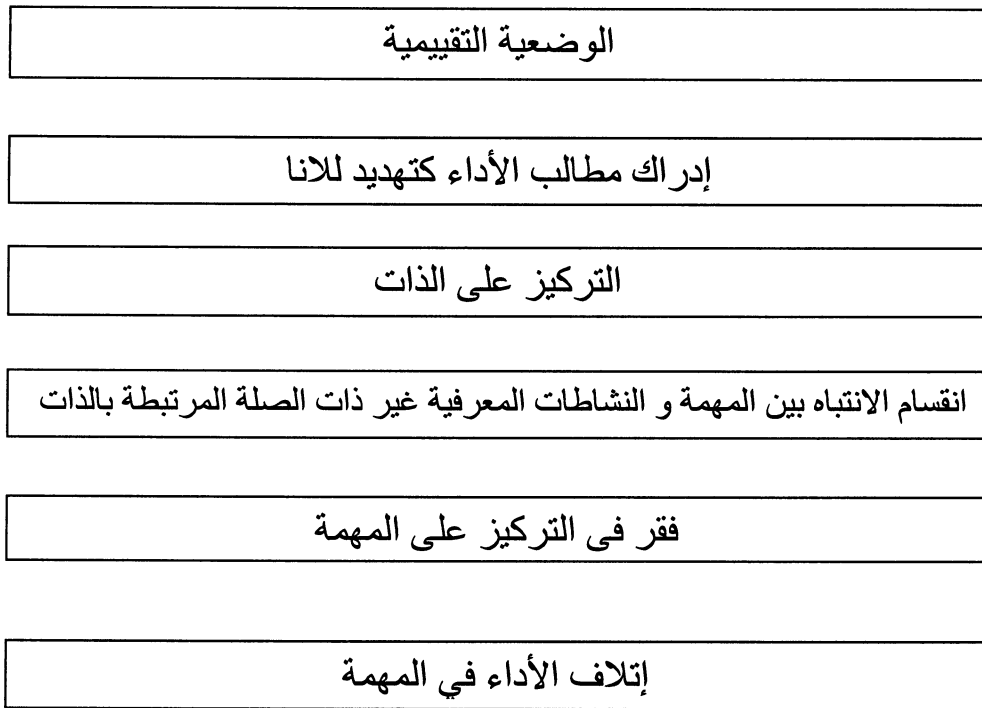 الوضعية التقييمية
إدراك مطالب الأداء كتهديد للانا
التركيز على الذات
انقسام الانتباه بين المهمة و النشاطات المعرفية غير ذات الصلة المرتبطة بالذات
فقر في التركيز على المهمة
إتلاف الأداء في المهمة